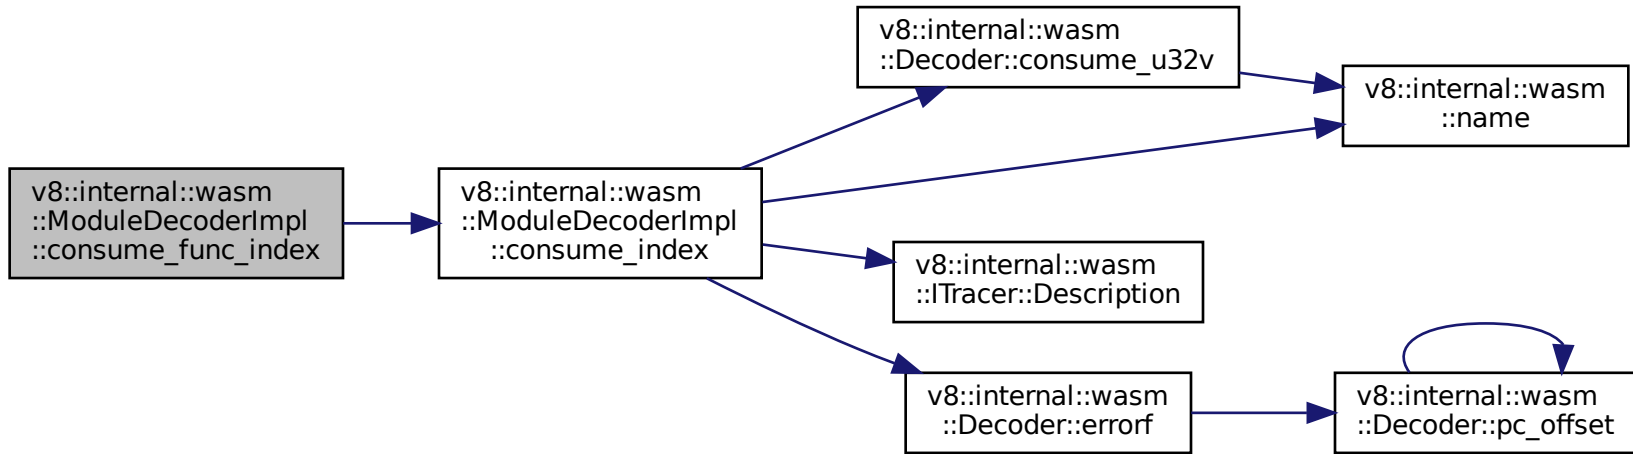 v8::internal::wasm
::ModuleDecoderImpl
::consume_func_index
v8::internal::wasm
::ModuleDecoderImpl
::consume_index
v8::internal::wasm
::Decoder::consume_u32v
v8::internal::wasm
::name
v8::internal::wasm
::ITracer::Description
v8::internal::wasm
::Decoder::errorf
v8::internal::wasm
::Decoder::pc_offset